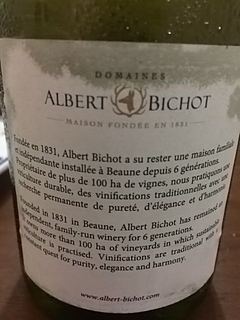 DOMAINES
ALBERT BICHOT
MAISON FONDÉE EN 1831
Fondée en 1831, Albert Bichot a su rester une maison familiale
et indépendante installée à Beaune depuis 6 générations.
Propriétaire de plus de 100 ha de vignes, nous pratiquons une
viticulture durable, des vinifications traditionnelles avec une
recherche permanente de pureté, d'élégance et d'harmonie.
Founded in 1831 in Beaune, Albert Bichot has remained an
independent, family-run winery for 6 generations.
owns more than 100 ha of vineyards in which sustainable
viticulture is practised. Vinifications are traditional with
quest for purity, elegance and harmony.
www.albert-bichot.com